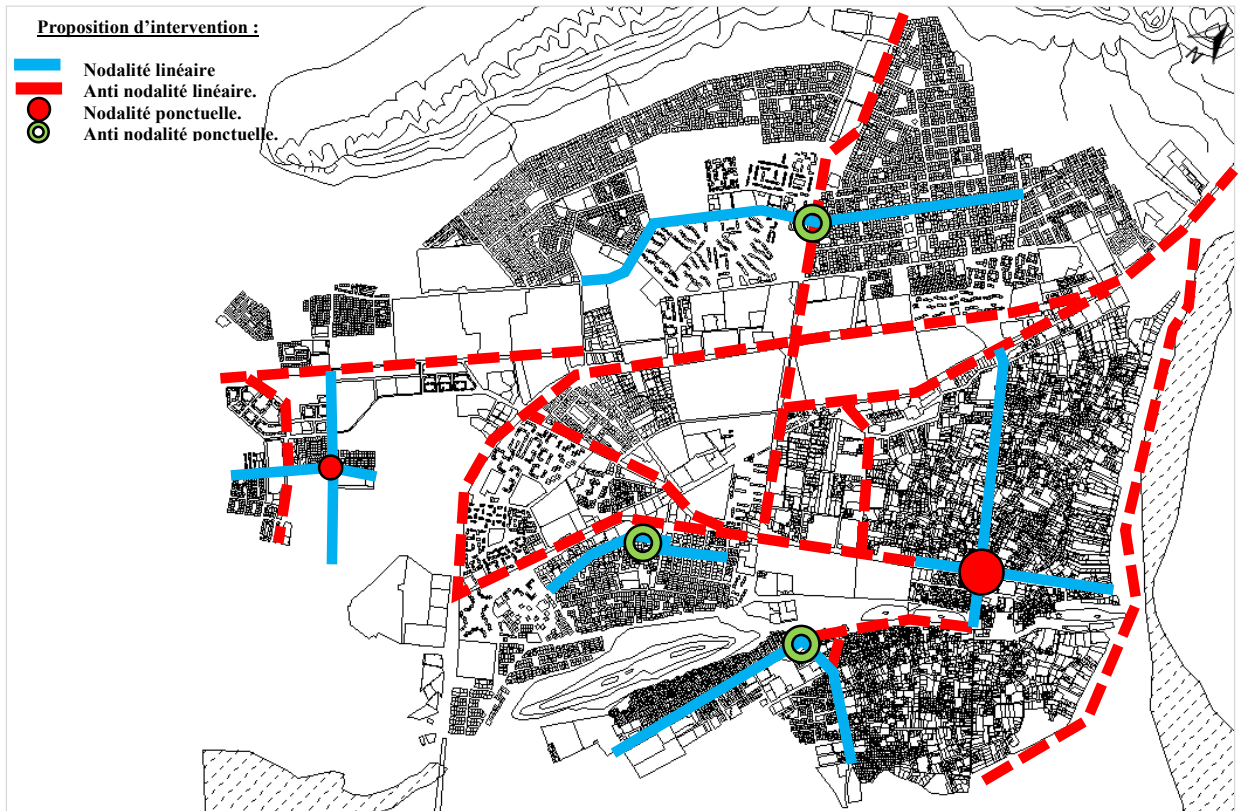 Proposition d'intervention :
Nodalité linéaire
Anti nodalité linéaire.
Nodalité ponctuelle.
Anti nodalité ponctuelle.
N